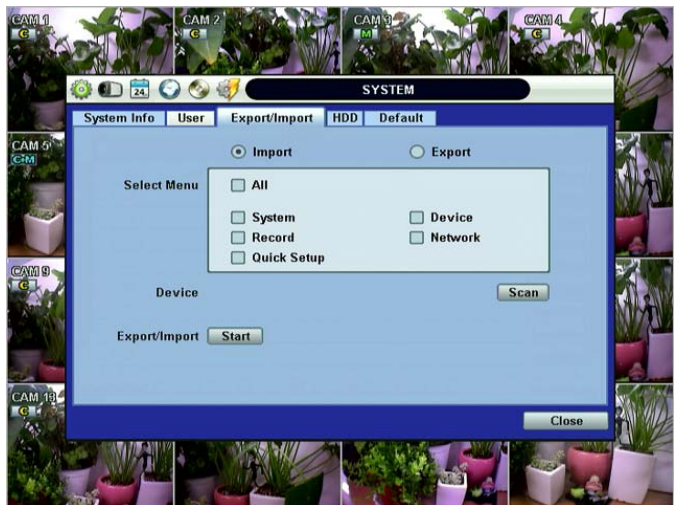 CAM 1
CAM 2
CAM 3
CAM 4
C
C
M
C
24
SYSTEM
System Info User Export/Import HDD Default
CAM 5
C-M
Import Export
Select Menu All
System Device
Record Network
Quick Setup
CAM 9
C
Device Scan
Export/Import Start
CAM 13
C
Close